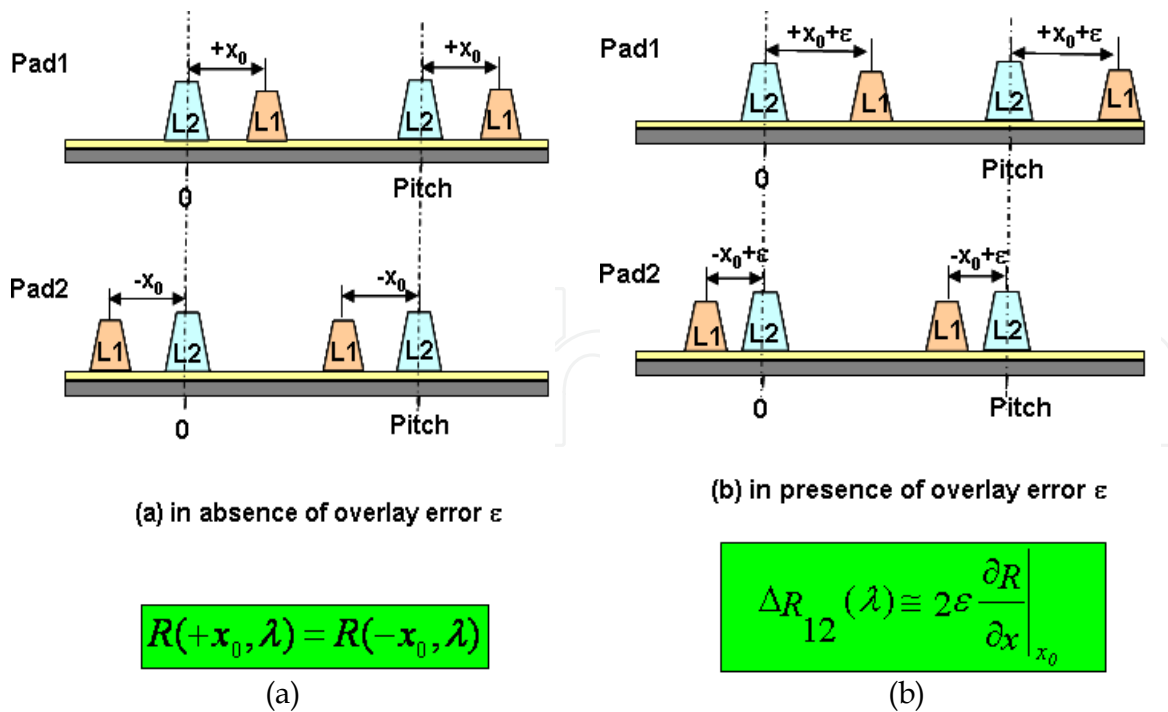 Pad1
+x₀
+x₀
L2
L1
L2
L1
0
Pitch
Pad2
-x₀
-x₀
L1
L2
L1
L2
0
Pitch
(a) in absence of overlay error ε
R(+x₀,λ) = R(−x₀,λ)
(a)
Pad1
+x₀+ε
+x₀+ε
L2
L1
L2
L1
0
Pitch
Pad2
-x₀+ε
-x₀+ε
L1
L2
L1
L2
0
Pitch
(b) in presence of overlay error ε
ΔR₁₂(λ) ≅ 2ε ∂R/∂x|ₓ₀
(b)